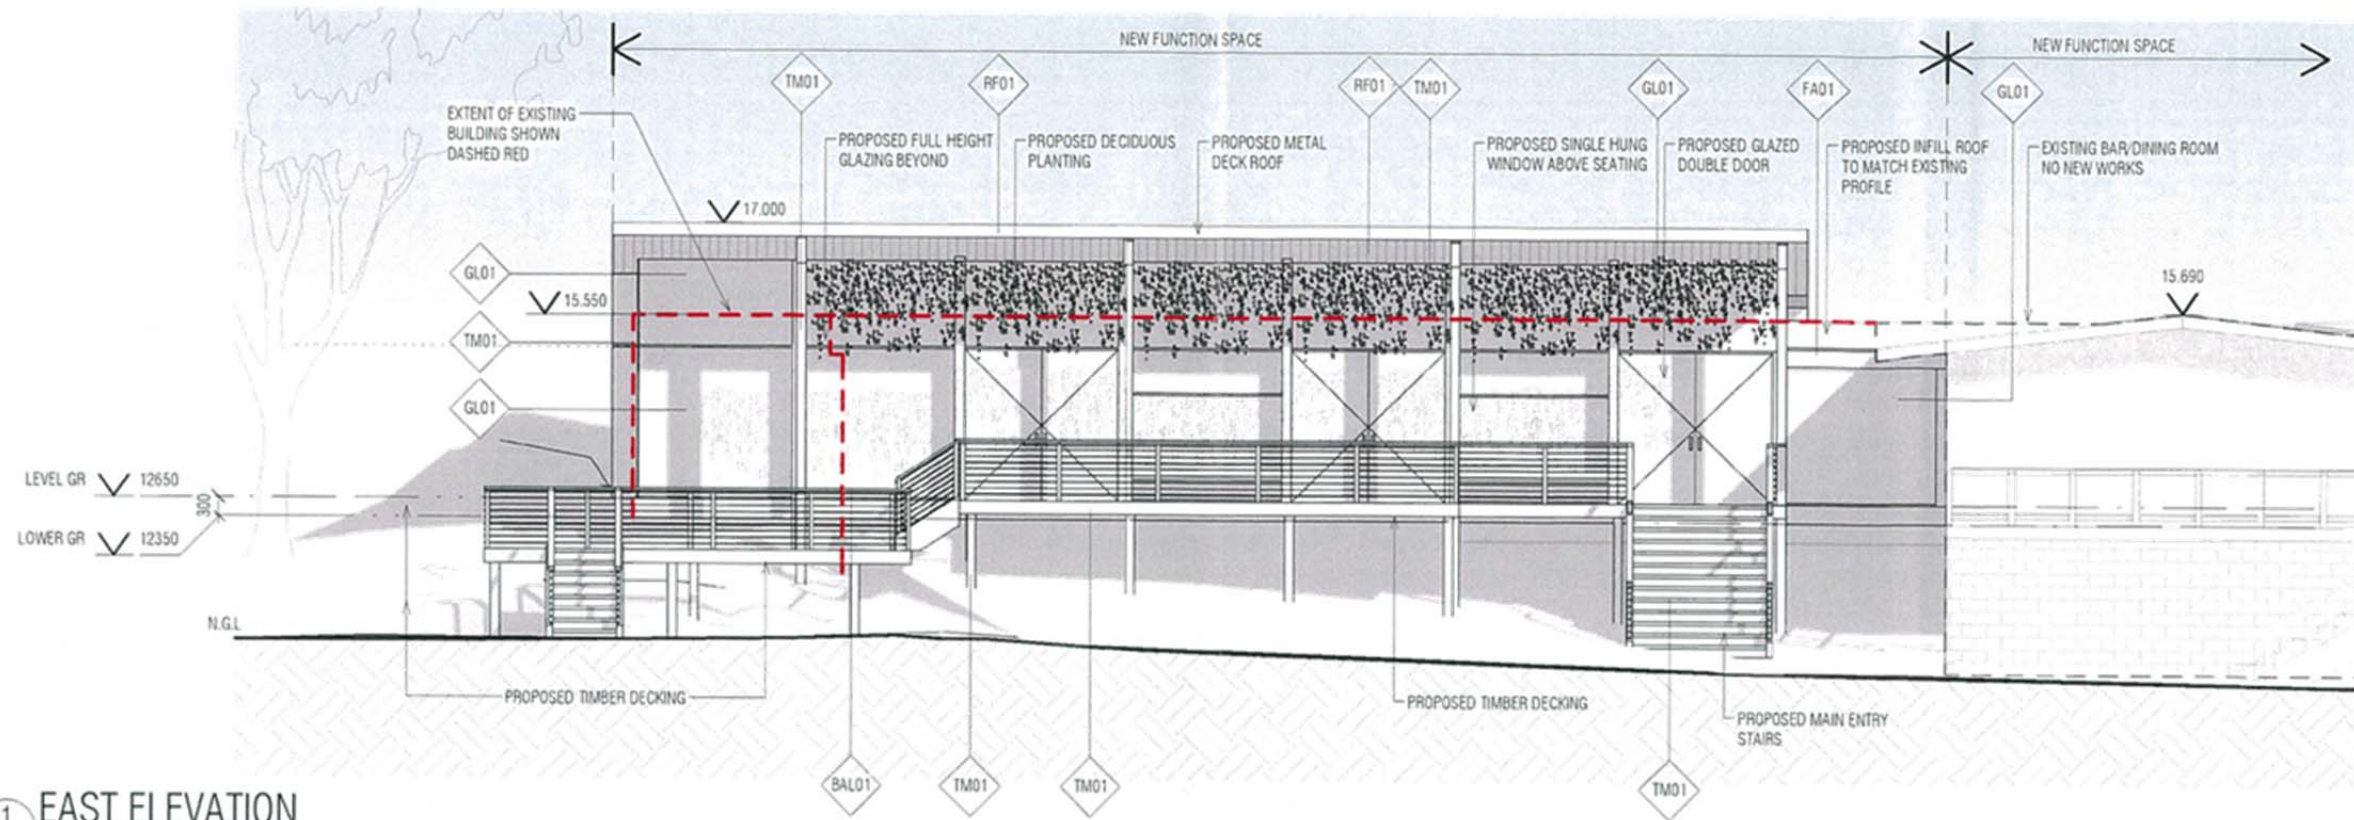 NEW FUNCTION SPACE
NEW FUNCTION SPACE
TM01
RF01
RF01
TM01
GL01
FA01
GL01
EXTENT OF EXISTING
BUILDING SHOWN
DASHED RED
PROPOSED FULL HEIGHT
GLAZING BEYOND
PROPOSED DECIDUOUS
PLANTING
PROPOSED METAL
DECK ROOF
PROPOSED SINGLE HUNG
WINDOW ABOVE SEATING
PROPOSED GLAZED
DOUBLE DOOR
PROPOSED INFILL ROOF
TO MATCH EXISTING
PROFILE
EXISTING BAR/DINING ROOM
NO NEW WORKS
17.000
GL01
15.550
15.690
TM01
GL01
LEVEL GR 12650
300
LOWER GR 12350
N.G.L
PROPOSED TIMBER DECKING
PROPOSED TIMBER DECKING
PROPOSED MAIN ENTRY
STAIRS
BAL01
TM01
TM01
TM01
1 EAST ELEVATION